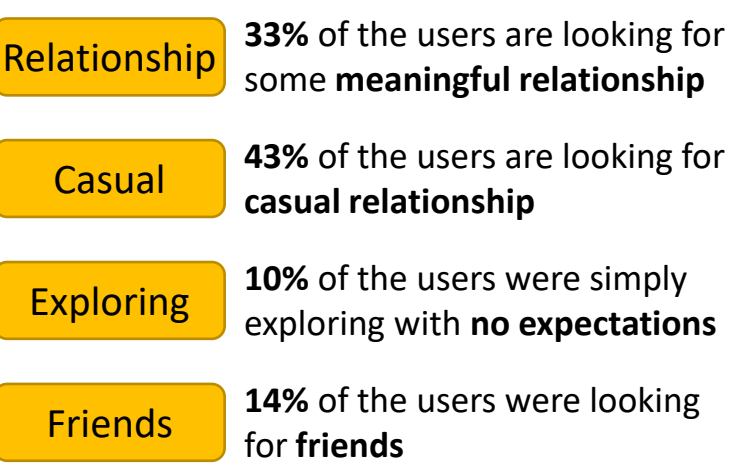 Relationship
33% of the users are looking for
some meaningful relationship
Casual
43% of the users are looking for
casual relationship
Exploring
10% of the users were simply
exploring with no expectations
Friends
14% of the users were looking
for friends